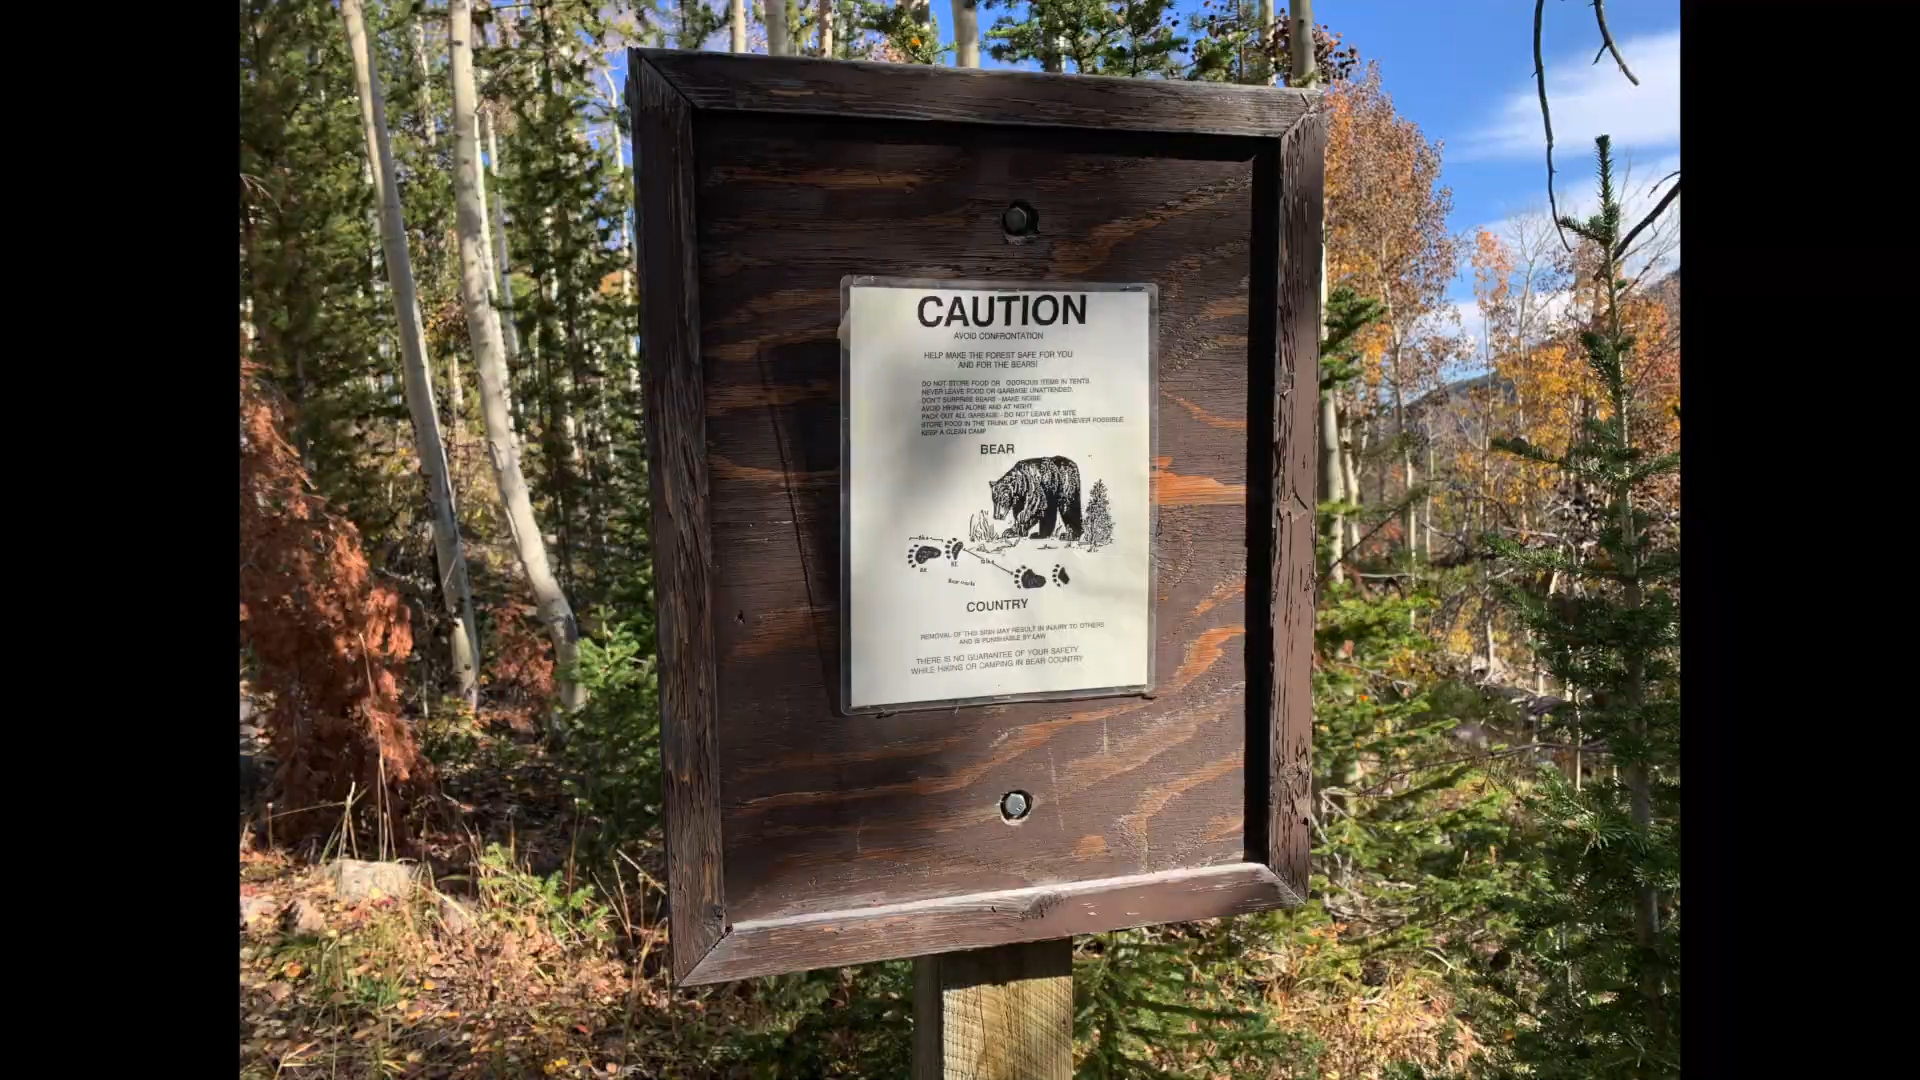 CAUTION
AVOID CONFRONTATION
HELP MAKE THE FOREST SAFE FOR YOU
AND FOR THE BEARS!
DO NOT STORE FOOD OR ODOROUS ITEMS IN TENTS.
NEVER LEAVE FOOD OR GARBAGE UNATTENDED.
DON'T SURPRISE BEARS - MAKE NOISE
AVOID HIKING ALONE AND AT NIGHT.
PACK OUT ALL GARBAGE - DO NOT LEAVE AT SITE
STORE FOOD IN THE TRUNK OF YOUR CAR WHENEVER POSSIBLE
KEEP A CLEAN CAMP
BEAR
COUNTRY
REMOVAL OF THIS SIGN MAY RESULT IN INJURY TO OTHERS
AND IS PUNISHABLE BY LAW
THERE IS NO GUARANTEE OF YOUR SAFETY
WHILE HIKING OR CAMPING IN BEAR COUNTRY